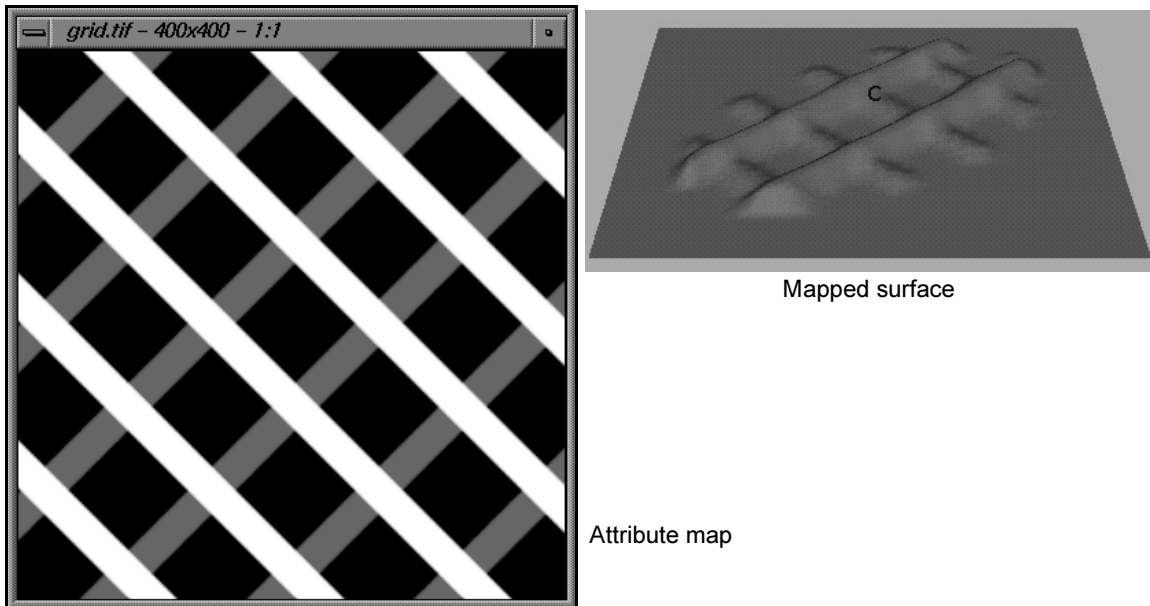 grid.tif – 400x400 – 1:1
C
Mapped surface
Attribute map